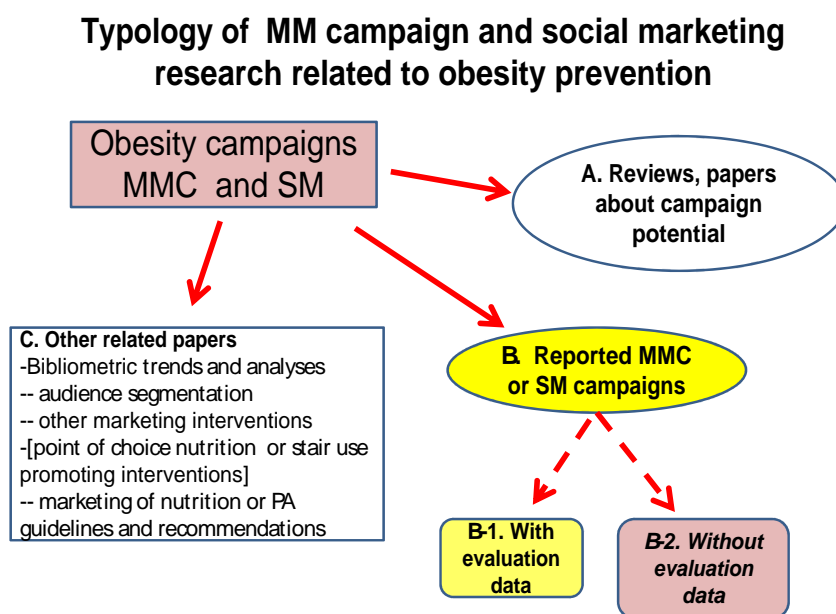 Typology of MM campaign and social marketing
research related to obesity prevention
Obesity campaigns
MMC and SM
A. Reviews, papers
about campaign
potential
C. Other related papers
-Bibliometric trends and analyses
-- audience segmentation
-- other marketing interventions
-[point of choice nutrition or stair use
promoting interventions]
-- marketing of nutrition or PA
guidelines and recommendations
B. Reported MMC
or SM campaigns
B-1. With
evaluation
data
B-2. Without
evaluation
data